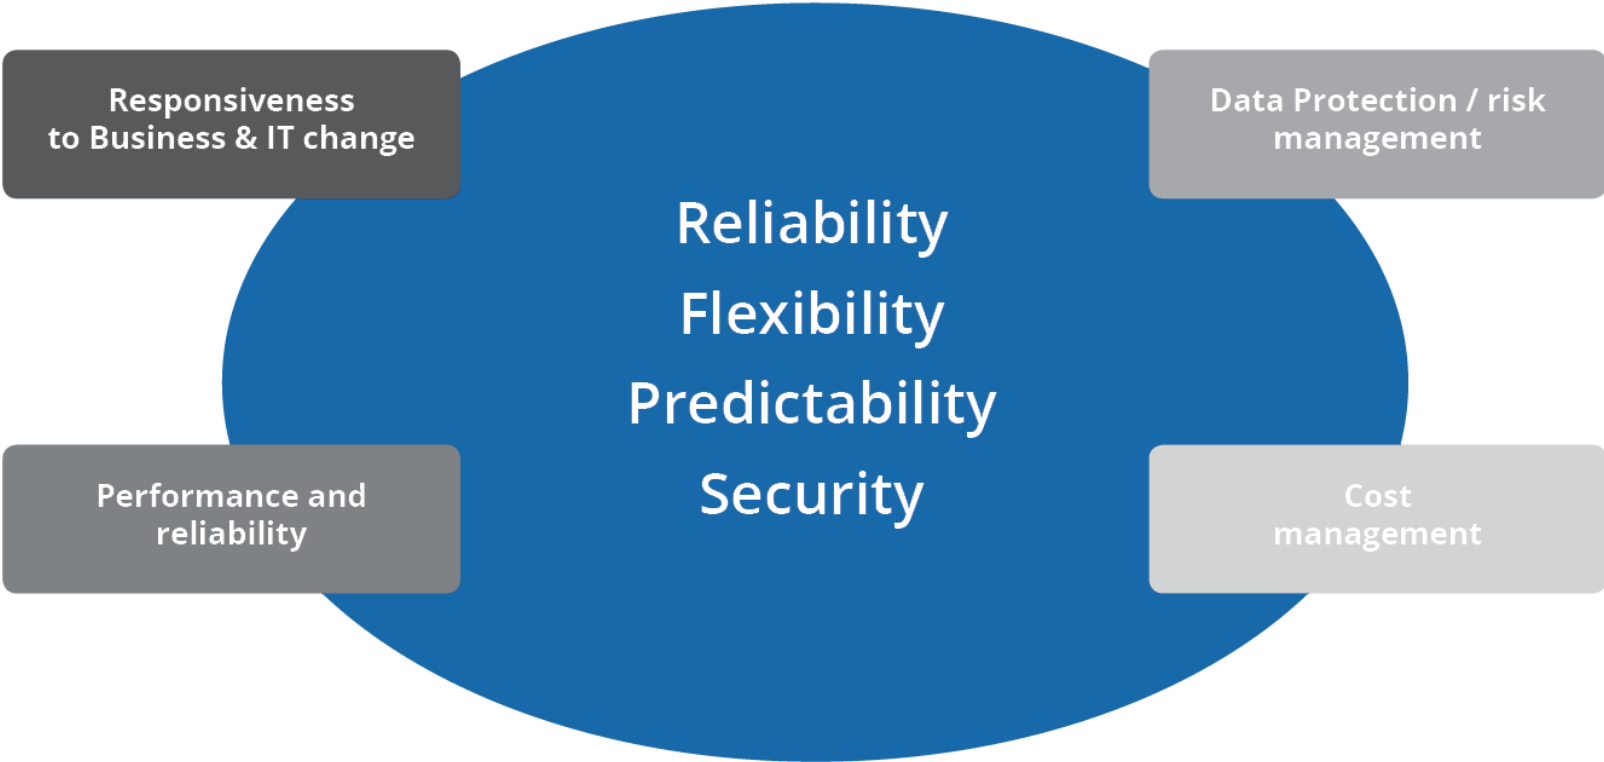 Responsiveness
to Business & IT change
Data Protection / risk
management
Reliability
Flexibility
Predictability
Security
Performance and
reliability
Cost
management